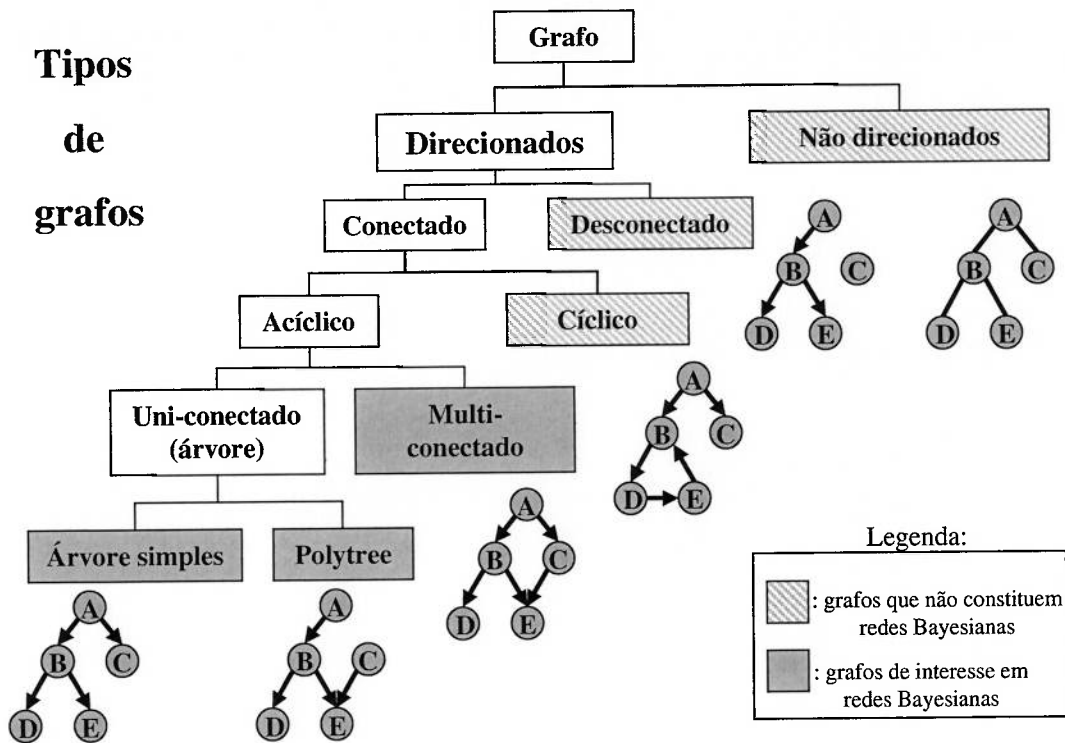 Tipos
de
grafos
Grafo
Direcionados
Não direcionados
Conectado
Desconectado
Acíclico
Cíclico
Uni-conectado
(árvore)
Multi-
conectado
Árvore simples
Polytree
A
B
C
D
E
A
B
C
D
E
A
B
C
D
E
A
B
C
D
E
A
B
C
D
E
A
B
C
D
E
Legenda:
: grafos que não constituem
redes Bayesianas
: grafos de interesse em
redes Bayesianas